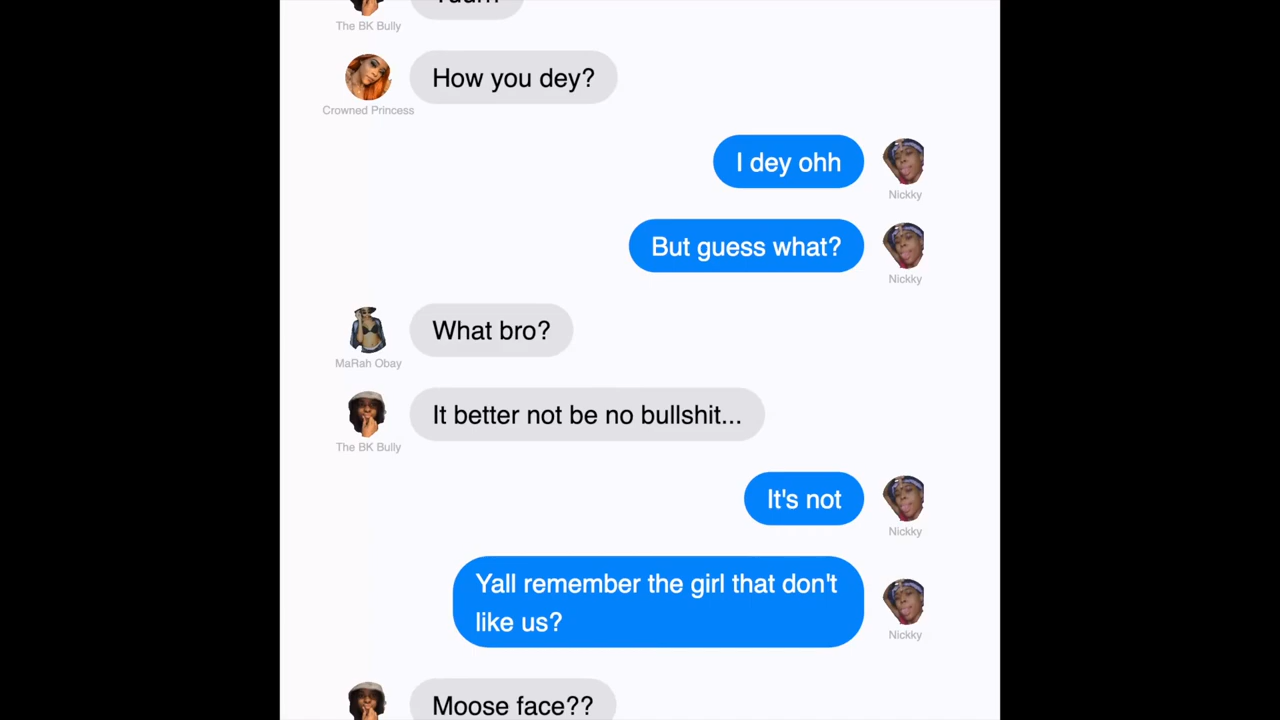 The BK Bully
How you dey?
Crowned Princess
I dey ohh
Nickky
But guess what?
Nickky
What bro?
MaRah Obay
It better not be no bullshit...
The BK Bully
It's not
Nickky
Yall remember the girl that don't
like us?
Nickky
Moose face??